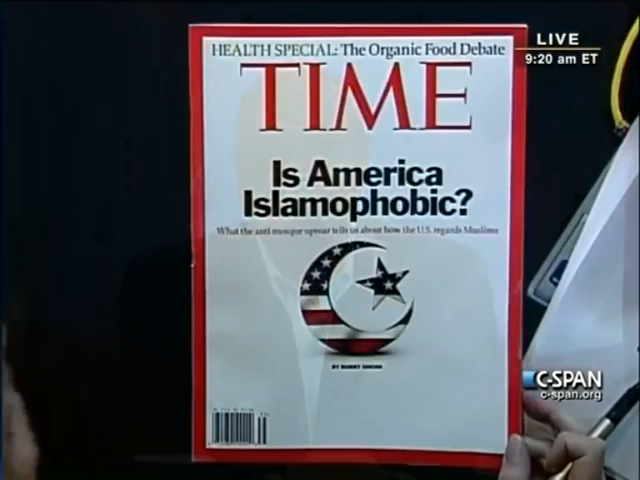 HEALTH SPECIAL: The Organic Food Debate
TIME
Is America
Islamophobic?
What the anti-mosque uproar tells us about how the U.S. regards Muslims
LIVE
9:20 am ET
C-SPAN
c-span.org